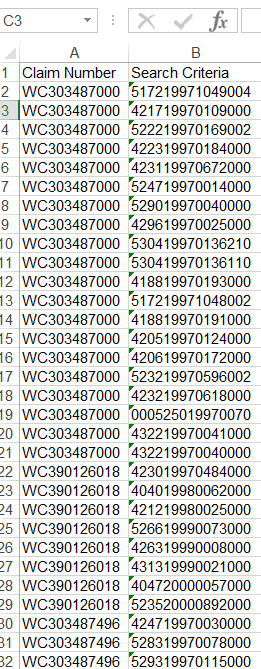 C3 fx
A B
1 Claim Number Search Criteria
2 WC303487000 517219971049004
3 WC303487000 421719970109000
4 WC303487000 522219970169002
5 WC303487000 422319970184000
6 WC303487000 423119970672000
7 WC303487000 524719970014000
8 WC303487000 529019970040000
9 WC303487000 429619970025000
10 WC303487000 530419970136210
11 WC303487000 530419970136110
12 WC303487000 418819970193000
13 WC303487000 517219971048002
14 WC303487000 418819970191000
15 WC303487000 420519970124000
16 WC303487000 420619970172000
17 WC303487000 523219970596002
18 WC303487000 423219970618000
19 WC303487000 000525019970070
20 WC303487000 432219970041000
21 WC303487000 432219970040000
22 WC390126018 423019970484000
23 WC390126018 404019980062000
24 WC390126018 421219980025000
25 WC390126018 526619990073000
26 WC390126018 426319990008000
27 WC390126018 431319990021000
28 WC390126018 404720000057000
29 WC390126018 523520000892000
30 WC303487496 424719970030000
31 WC303487496 528319970078000
32 WC303487496 529319970115000